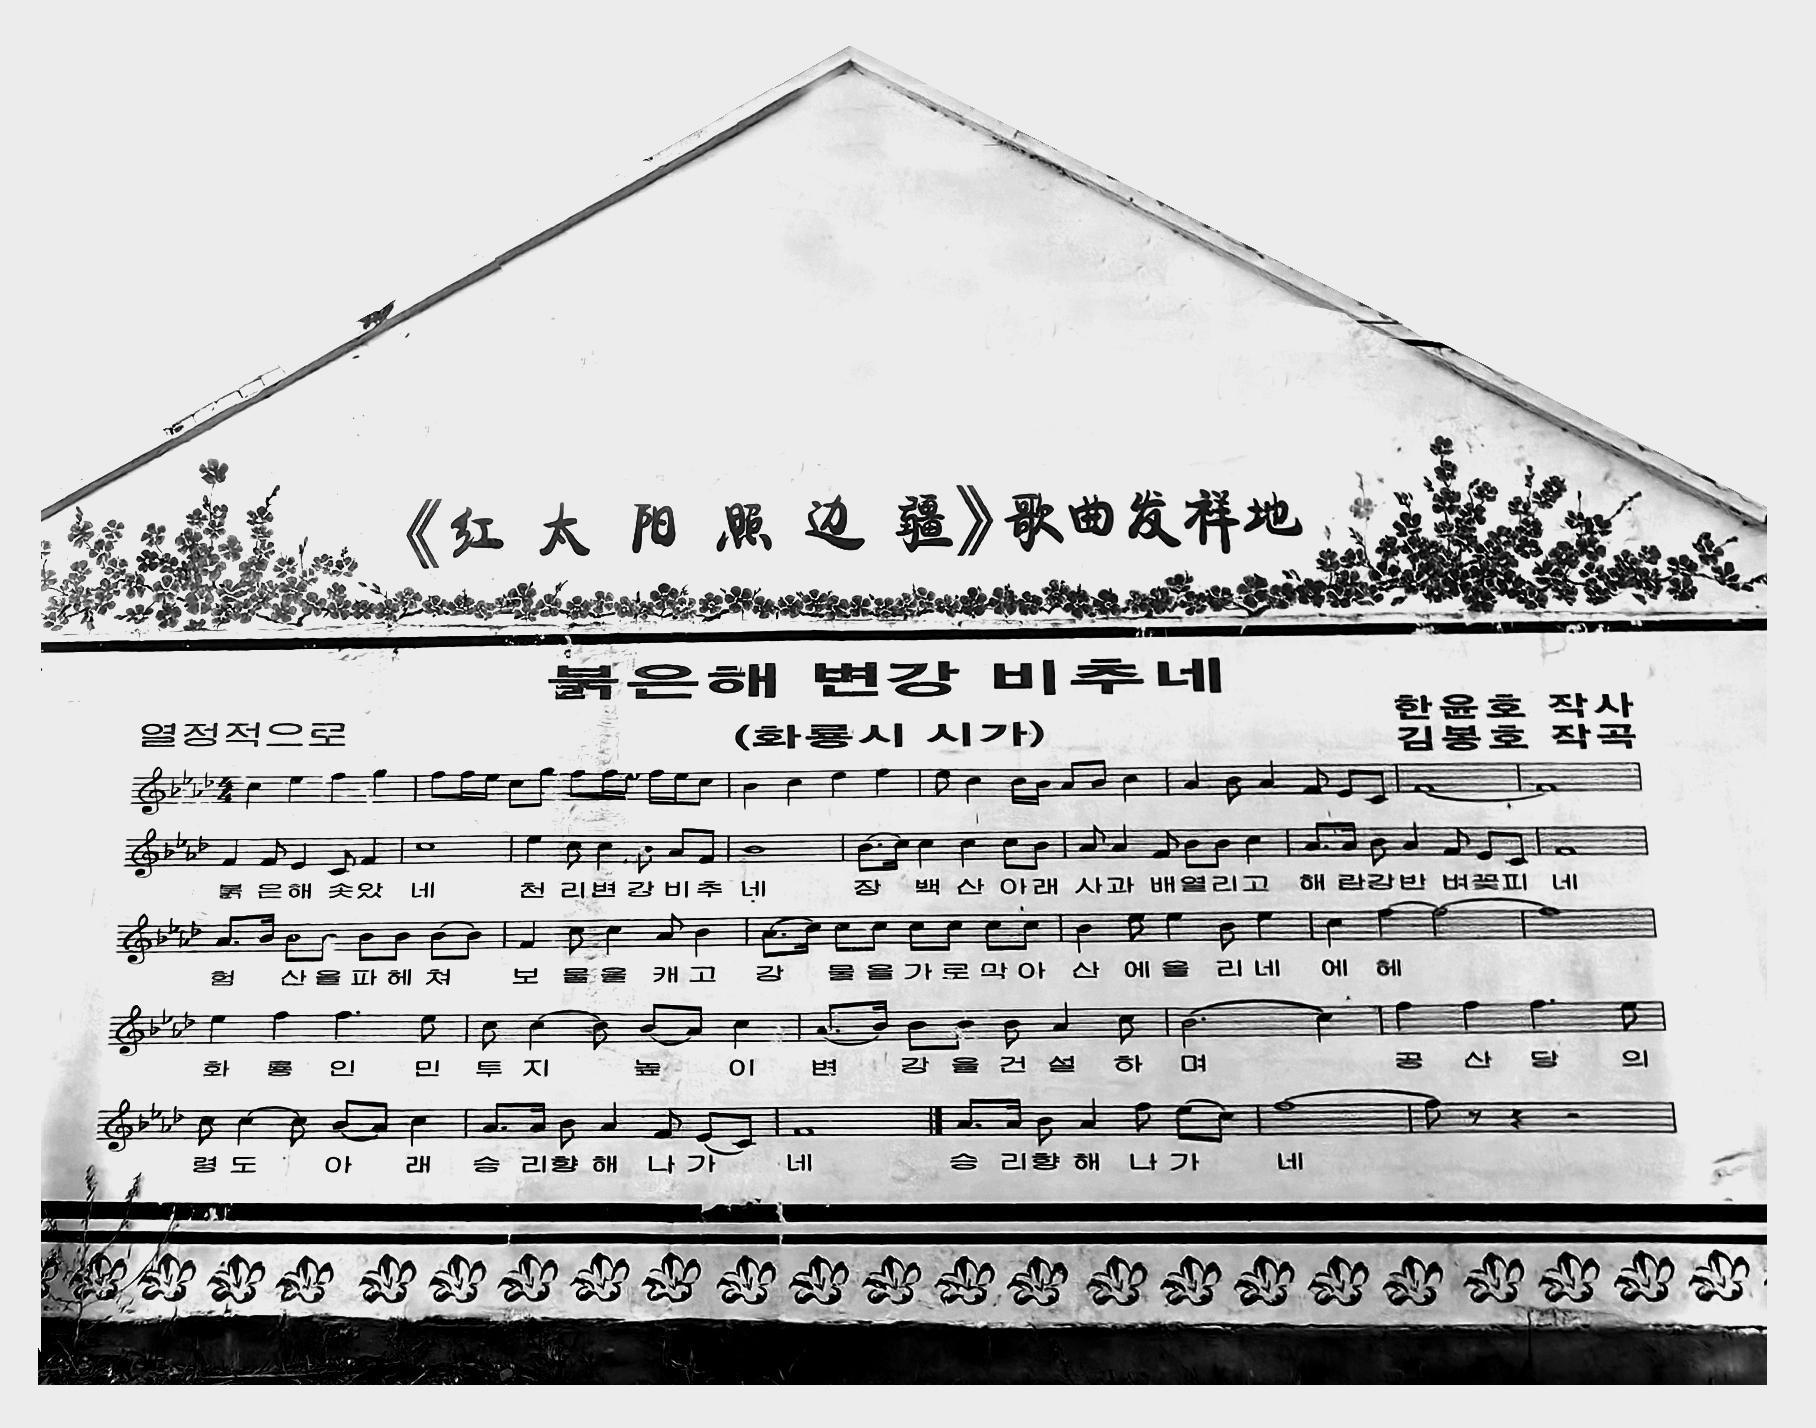 《红太阳照边疆》歌曲发祥地
붉은해 변강 비추네
(화룡시 시가)
열정적으로
한윤호 작사
김봉호 작곡
붉 은해 솟았 네 천 리변 강 비 추 네 장 백 산 아래 사과 배열리고 해 란강반 벼꽃피 네
험 산을파헤 쳐 보 물을 캐고 강 물을가로막아 산 에올 리네 에 헤
화 룡 인 민 투 지 높 이 변 강 을 건 설 하 며 공 산 당 의
령 도 아 래 승 리향 해 나 가 네 승 리향 해 나 가 네